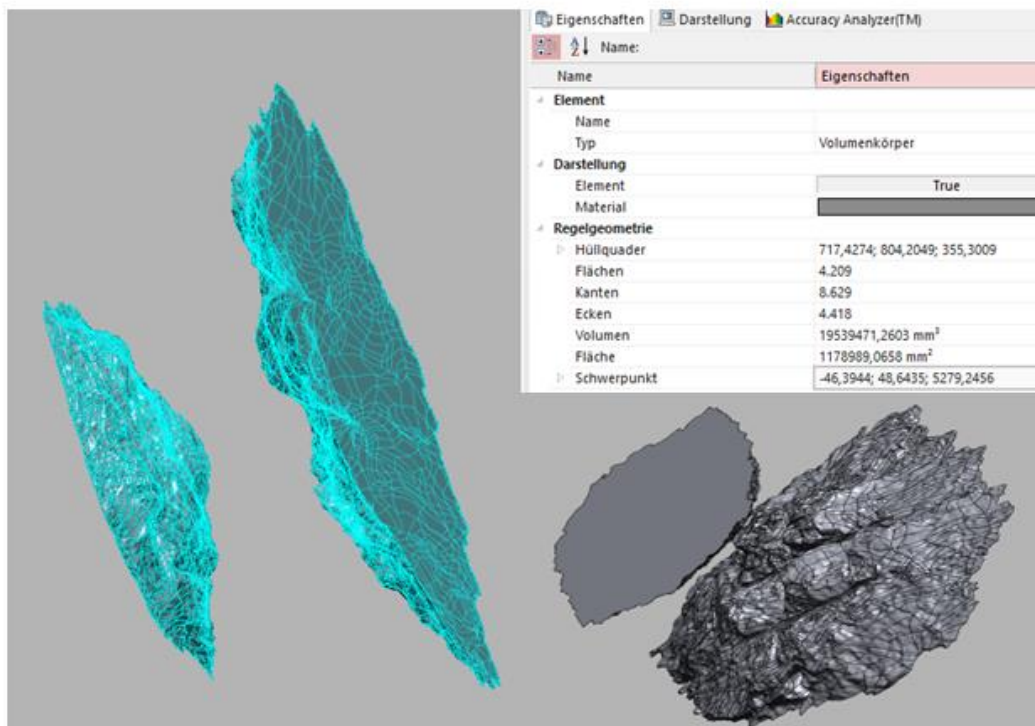 Eigenschaften Darstellung Accuracy Analyzer(TM)
Name:
Name Eigenschaften
Element
Name
Typ Volumenkörper
Darstellung
Element True
Material
Regelgeometrie
Hüllquader 717,4274; 804,2049; 355,3009
Flächen 4.209
Kanten 8.629
Ecken 4.418
Volumen 19539471,2603 mm³
Fläche 1178989,0658 mm²
Schwerpunkt -46,3944; 48,6435; 5279,2456